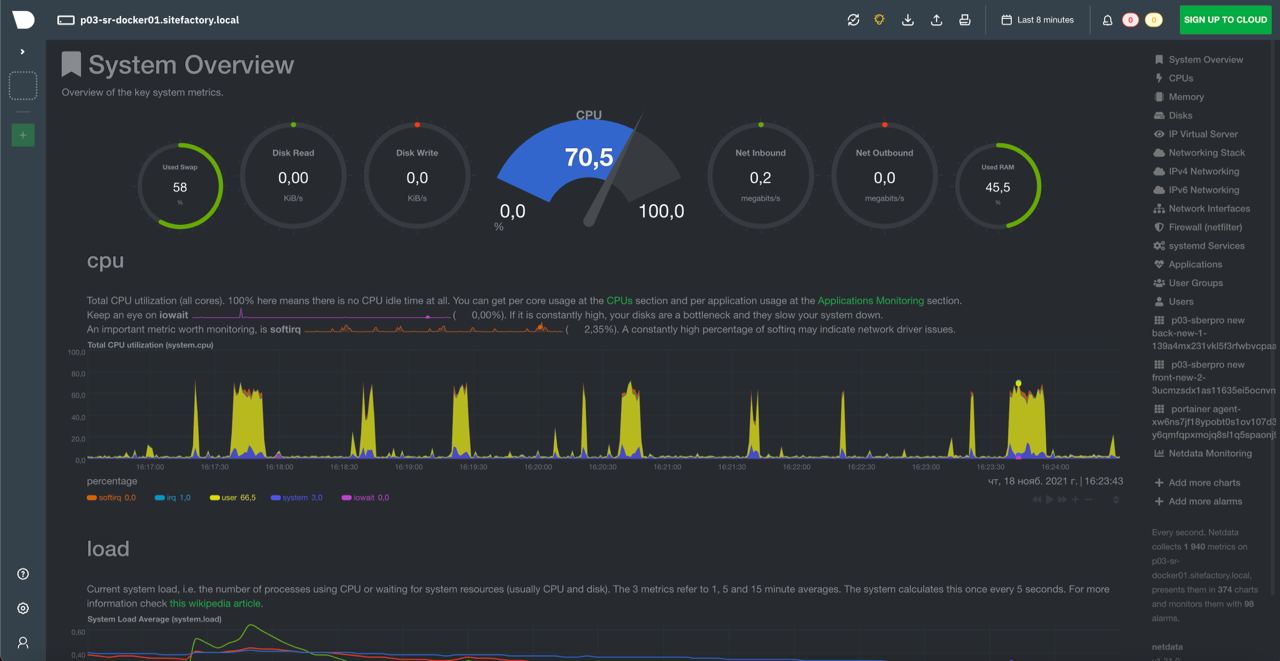 p03-sr-docker01.sitefactory.local
Last 8 minutes
0
0
SIGN UP TO CLOUD
System Overview
Overview of the key system metrics.
Used Swap
58
%
Disk Read
0,00
KiB/s
Disk Write
0,0
KiB/s
CPU
70,5
0,0
100,0
%
Net Inbound
0,2
megabits/s
Net Outbound
0,0
megabits/s
Used RAM
45,5
%
cpu
Total CPU utilization (all cores). 100% here means there is no CPU idle time at all. You can get per core usage at the CPUs section and per application usage at the Applications Monitoring section.
Keep an eye on iowait ( 0,00%). If it is constantly high, your disks are a bottleneck and they slow your system down.
An important metric worth monitoring, is softirq ( 2,35%). A constantly high percentage of softirq may indicate network driver issues.
Total CPU utilization (system.cpu)
100,0
80,0
60,0
40,0
20,0
0,0
16:17:00 16:17:30 16:18:00 16:18:30 16:19:00 16:19:30 16:20:00 16:20:30 16:21:00 16:21:30 16:22:00 16:22:30 16:23:00 16:23:30 16:24:00
percentage
чт, 18 нояб. 2021 г. | 16:23:43
softirq 0,0 irq 1,0 user 66,5 system 3,0 iowait 0,0
load
Current system load, i.e. the number of processes using CPU or waiting for system resources (usually CPU and disk). The 3 metrics refer to 1, 5 and 15 minute averages. The system calculates this once every 5 seconds. For more
information check this wikipedia article.
System Load Average (system.load)
0,60
0,40
System Overview
CPUs
Memory
Disks
IP Virtual Server
Networking Stack
IPv4 Networking
IPv6 Networking
Network Interfaces
Firewall (netfilter)
systemd Services
Applications
User Groups
Users
p03-sberpro new
back-new-1-
p03-sberpro new
front-new-2-
portainer agent-
Netdata Monitoring
Add more charts
Add more alarms
Every second, Netdata
collects 1 940 metrics on
p03-sr-
docker01.sitefactory.local,
presents them in 374 charts
and monitors them with 98
alarms.
netdata